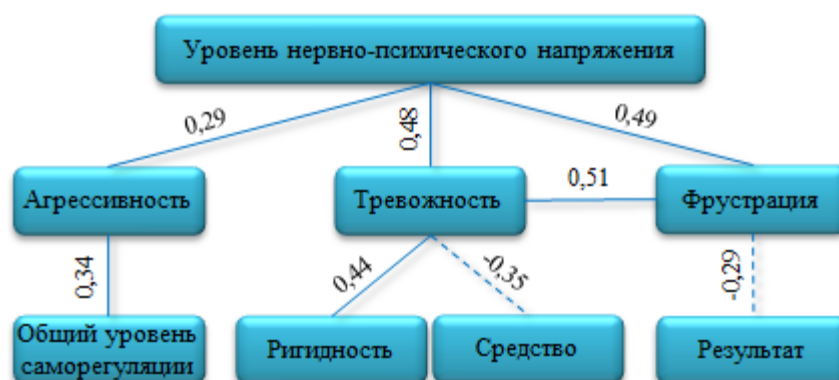 Уровень нервно-психического напряжения
0,29
0,48
0,49
Агрессивность
Тревожность
0,51
Фрустрация
0,34
0,44
-0,35
-0,29
Общий уровень
саморегуляции
Ригидность
Средство
Результат